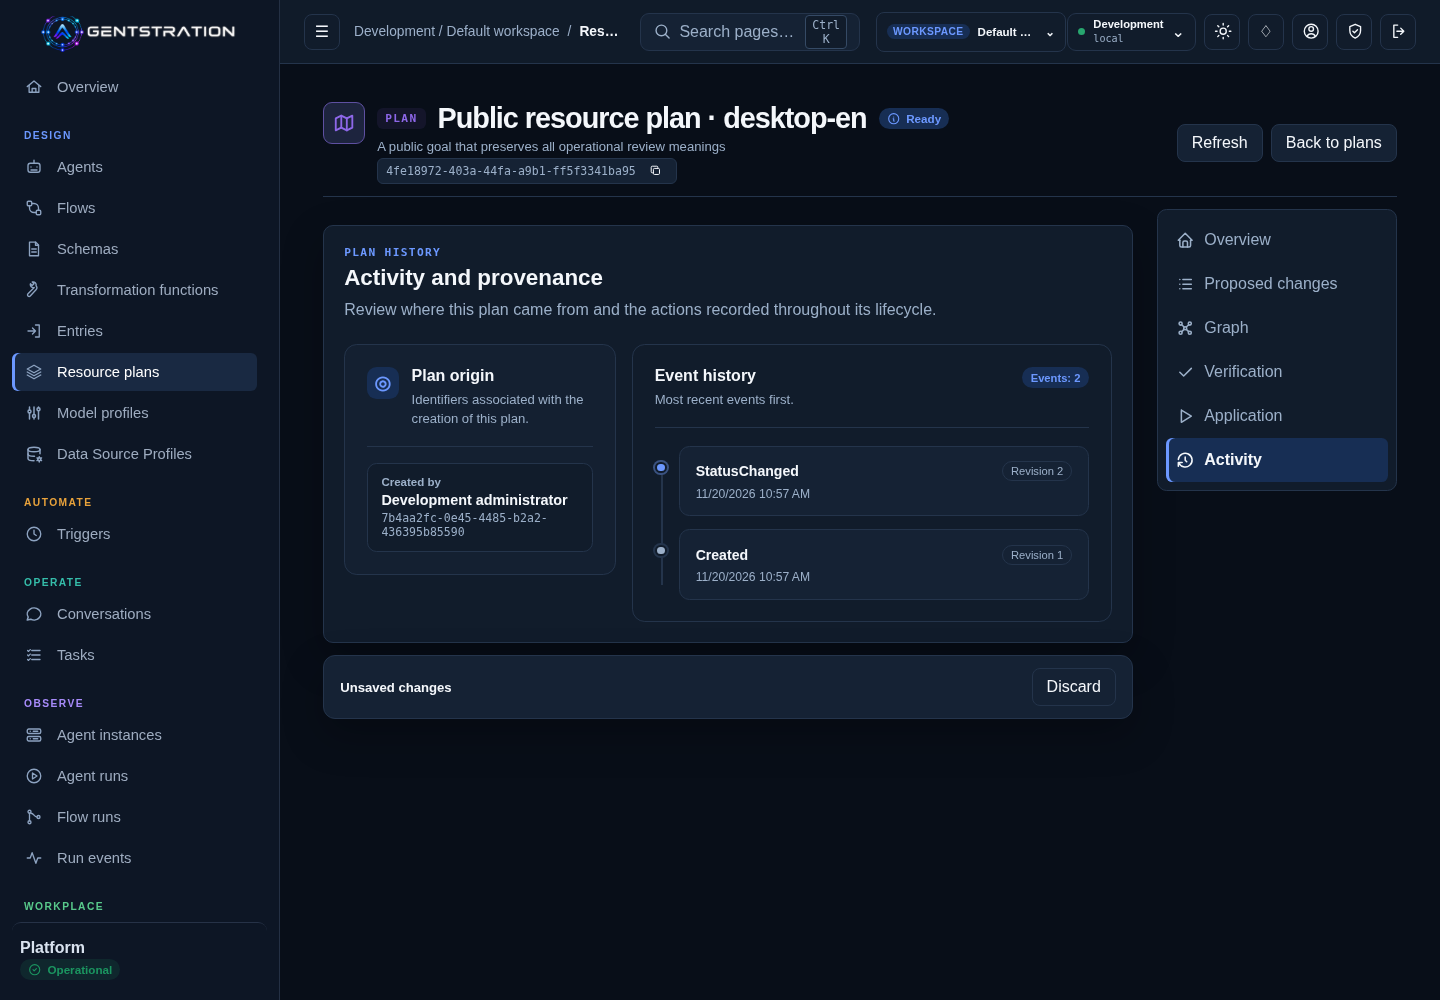 GENTSTRATION
☰
Development / Default workspace / Res…
Search pages…
Ctrl K
WORKSPACE Default …
Development
local
Overview
DESIGN
Agents
Flows
Schemas
Transformation functions
Entries
Resource plans
Model profiles
Data Source Profiles
AUTOMATE
Triggers
OPERATE
Conversations
Tasks
OBSERVE
Agent instances
Agent runs
Flow runs
Run events
WORKPLACE
Platform
Operational
PLAN Public resource plan · desktop-en Ready
A public goal that preserves all operational review meanings
4fe18972-403a-44fa-a9b1-ff5f3341ba95
Refresh
Back to plans
PLAN HISTORY
Activity and provenance
Review where this plan came from and the actions recorded throughout its lifecycle.
Plan origin
Identifiers associated with the
creation of this plan.
Created by
Development administrator
7b4aa2fc-0e45-4485-b2a2-
436395b85590
Event history
Events: 2
Most recent events first.
StatusChanged
Revision 2
11/20/2026 10:57 AM
Created
Revision 1
11/20/2026 10:57 AM
Unsaved changes
Discard
Overview
Proposed changes
Graph
Verification
Application
Activity